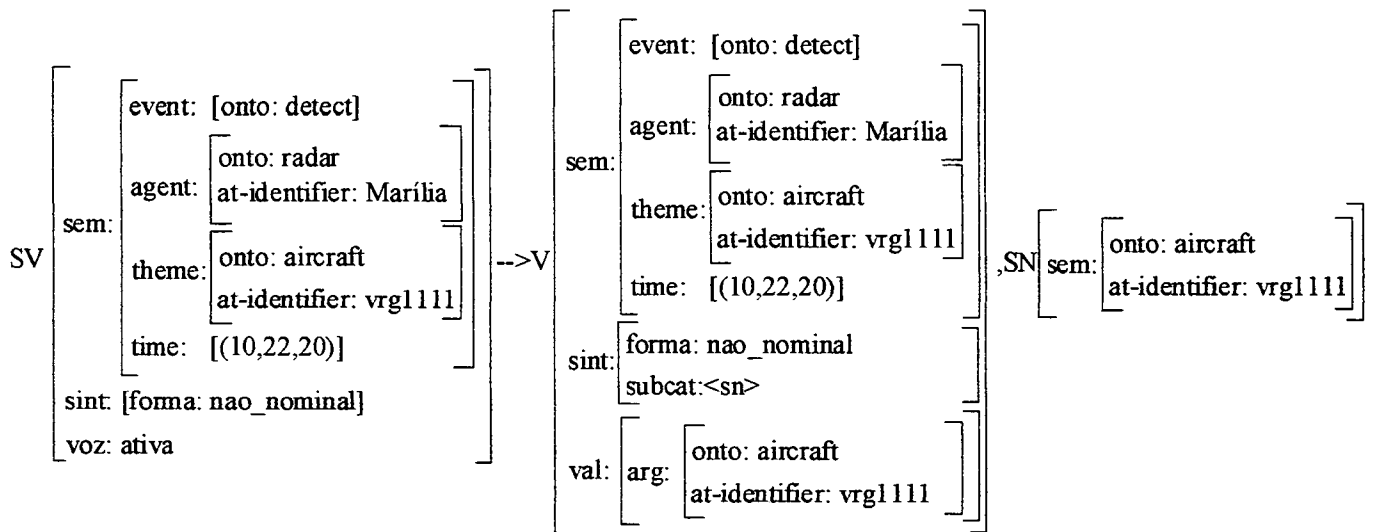 SV
sem:
event: [onto: detect]
agent:
onto: radar
at-identifier: Marília
theme:
onto: aircraft
at-identifier: vrg1111
time: [(10,22,20)]
sint: [forma: nao_nominal]
voz: ativa
-->V
sem:
event: [onto: detect]
agent:
onto: radar
at-identifier: Marília
theme:
onto: aircraft
at-identifier: vrg1111
time: [(10,22,20)]
sint:
forma: nao_nominal
subcat:<sn>
val:
arg:
onto: aircraft
at-identifier: vrg1111
,SN
sem:
onto: aircraft
at-identifier: vrg1111